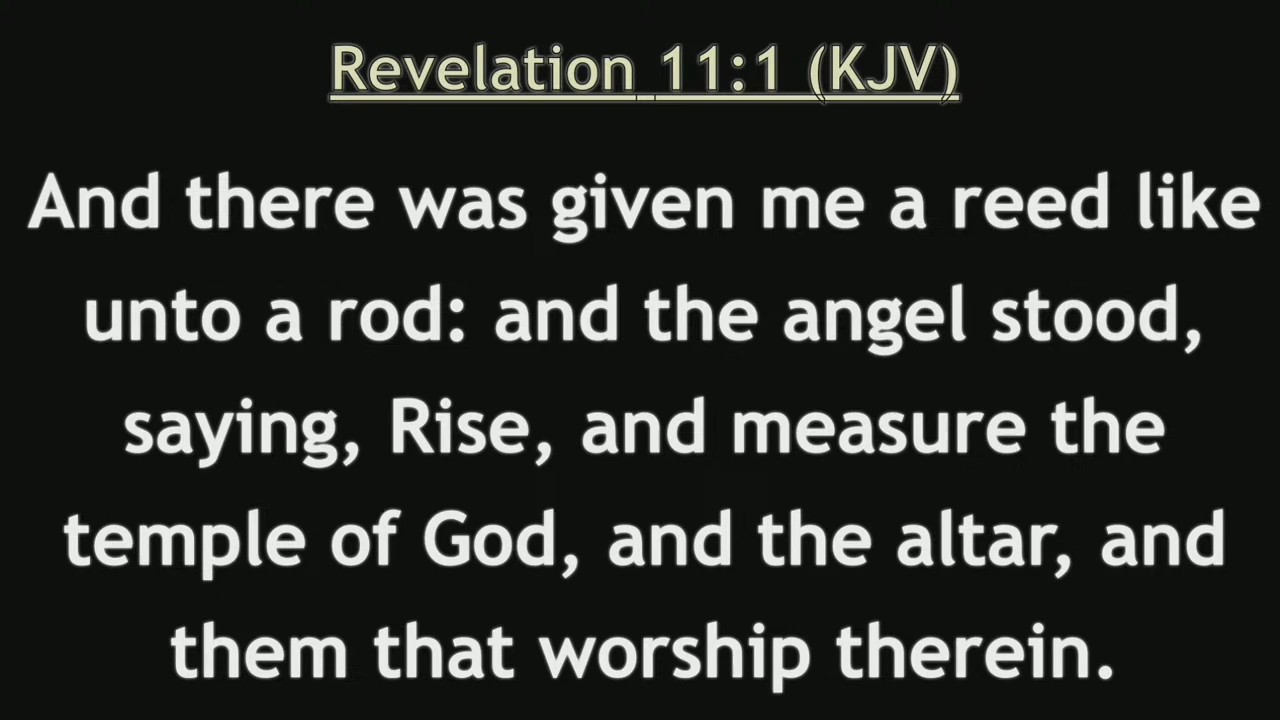 Revelation 11:1 (KJV)
And there was given me a reed like
unto a rod: and the angel stood,
saying, Rise, and measure the
temple of God, and the altar, and
them that worship therein.